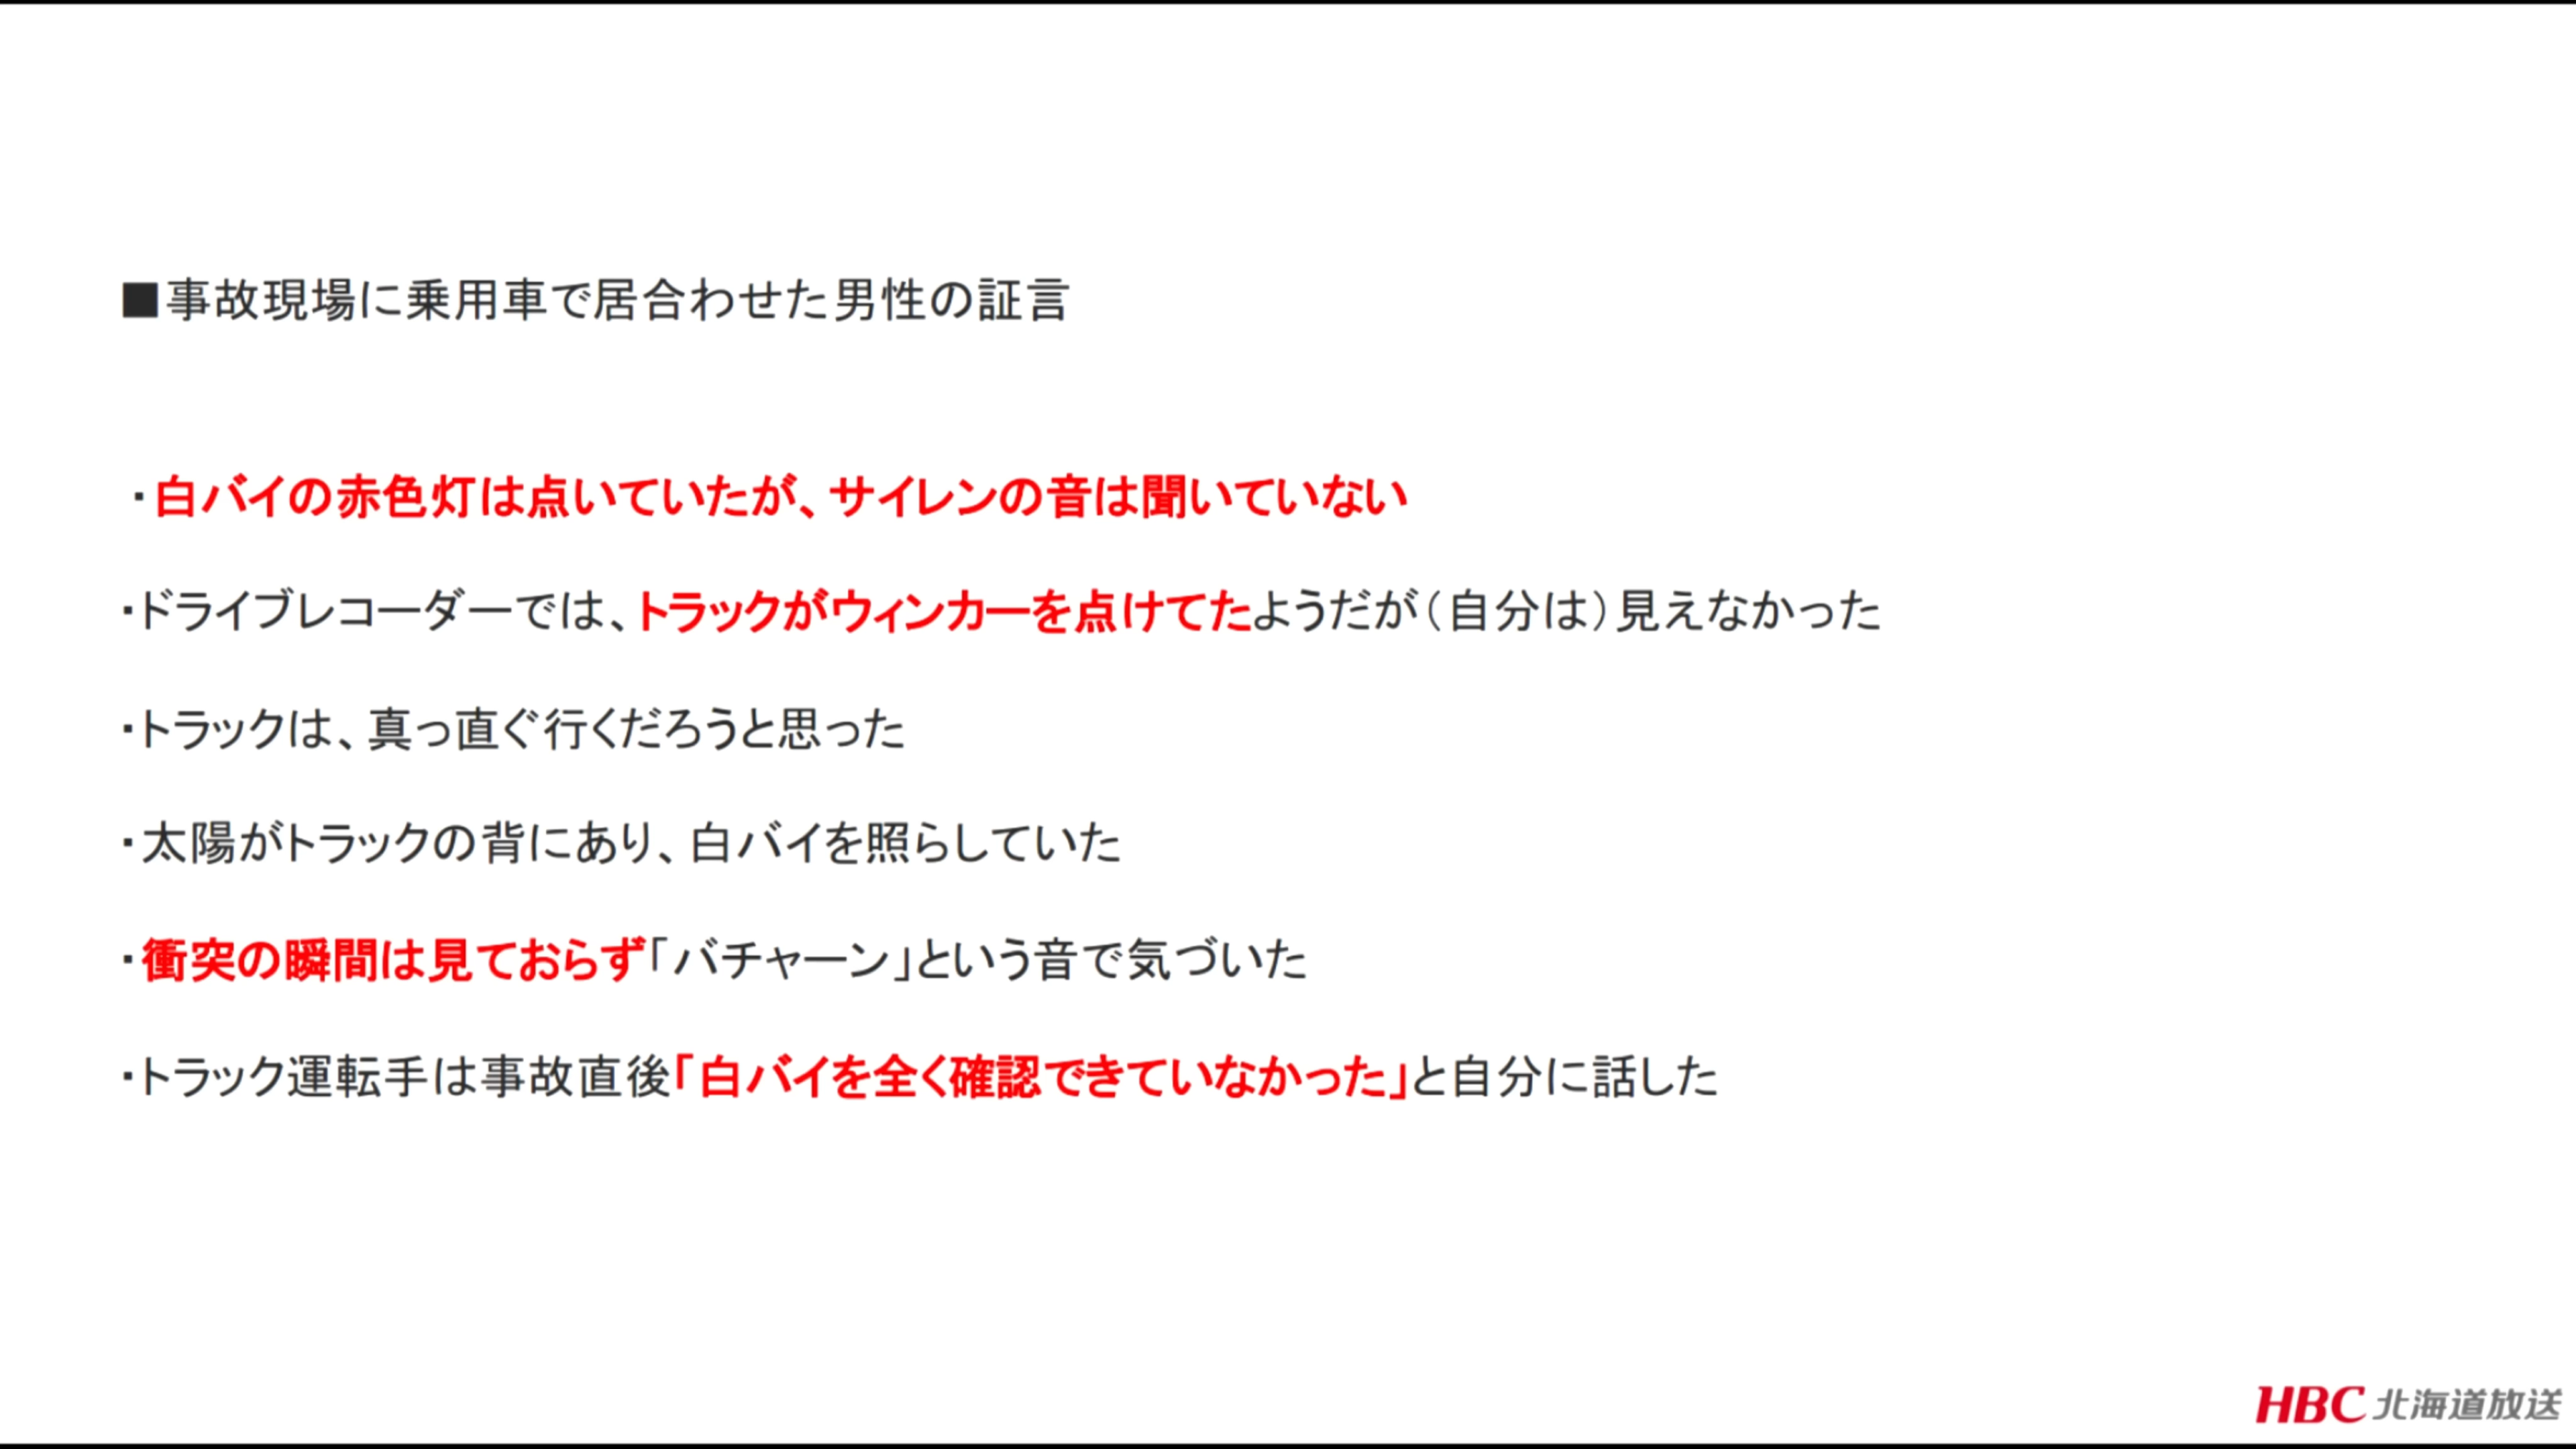 ■事故現場に乗用車で居合わせた男性の証言
・白バイの赤色灯は点いていたが、サイレンの音は聞いていない
・ドライブレコーダーでは、トラックがウィンカーを点けてたようだが(自分は)見えなかった
・トラックは、真っ直ぐ行くだろうと思った
・太陽がトラックの背にあり、白バイを照らしていた
・衝突の瞬間は見ておらず「バチャーン」という音で気づいた
・トラック運転手は事故直後「白バイを全く確認できていなかった」と自分に話した
HBC 北海道放送